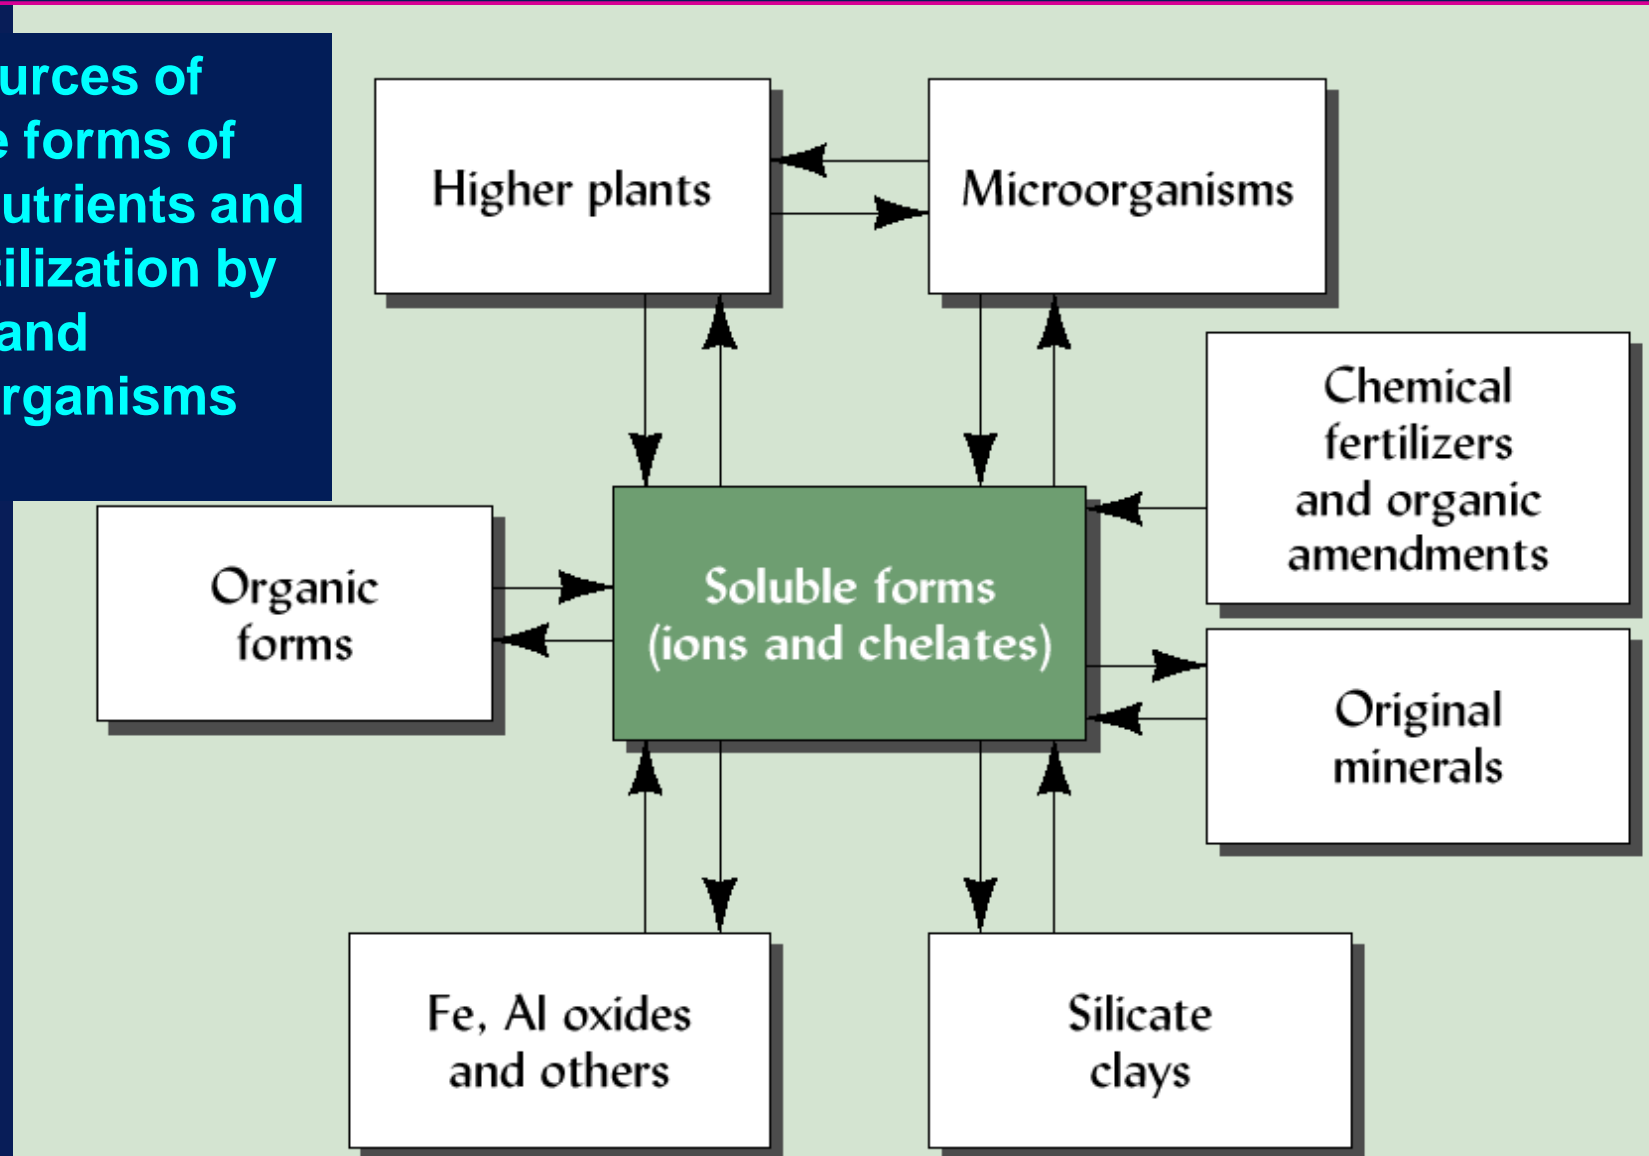 urces of
forms of
utrients and
tilization by
and
rganisms
Higher plants
Microorganisms
Chemical
fertilizers
and organic
amendments
Organic
forms
Soluble forms
(ions and chelates)
Original
minerals
Fe, Al oxides
and others
Silicate
clays